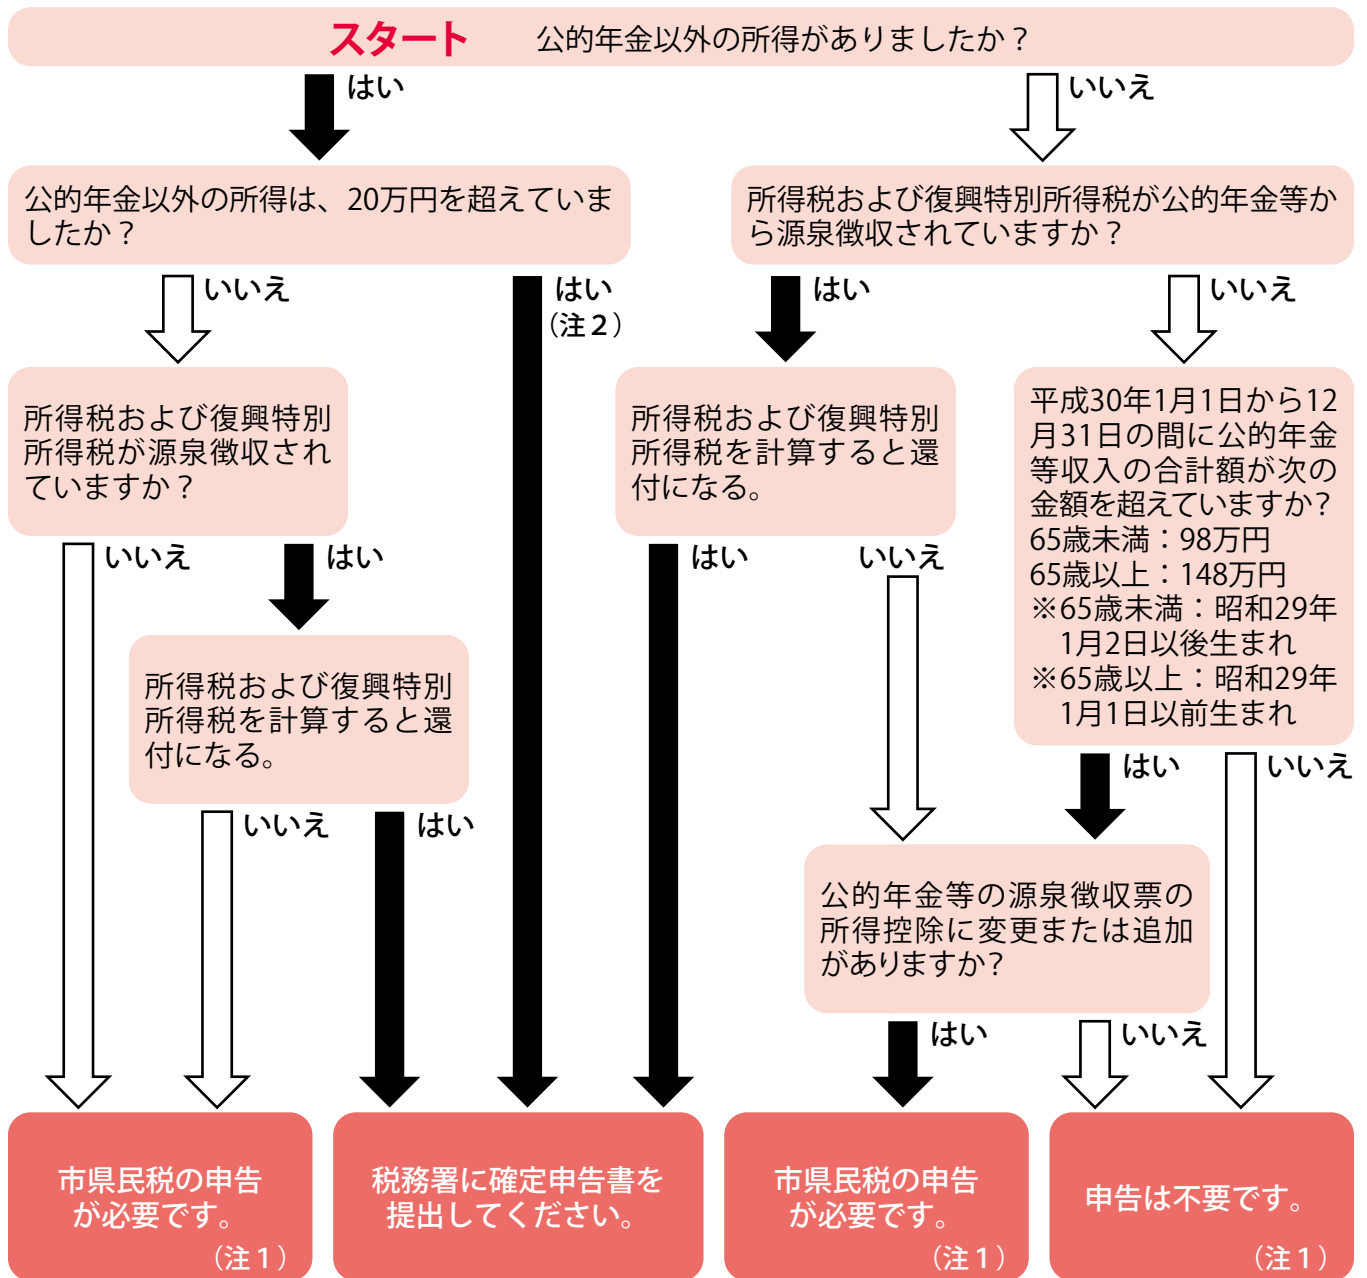 スタート 公的年金以外の所得がありましたか？
はい
いいえ
公的年金以外の所得は、20万円を超えていま
したか？
所得税および復興特別所得税が公的年金等か
ら源泉徴収されていますか？
いいえ
はい
（注２）
はい
いいえ
所得税および復興特別
所得税が源泉徴収され
ていますか？
所得税および復興特別
所得税を計算すると還
付になる。
平成30年1月1日から12
月31日の間に公的年金
等収入の合計額が次の
金額を超えていますか？
65歳未満：98万円
65歳以上：148万円
※65歳未満：昭和29年
1月2日以後生まれ
※65歳以上：昭和29年
1月1日以前生まれ
いいえ
はい
はい
いいえ
所得税および復興特別
所得税を計算すると還
付になる。
はい
いいえ
いいえ
はい
公的年金等の源泉徴収票の
所得控除に変更または追加
がありますか？
はい
いいえ
市県民税の申告
が必要です。
（注１）
税務署に確定申告書を
提出してください。
市県民税の申告
が必要です。
（注１）
申告は不要です。
（注１）